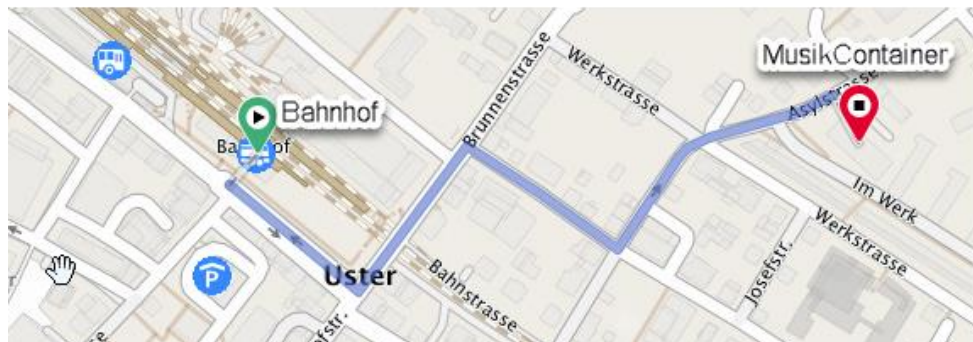 MusikContainer
Bahnhof
Brunnenstrasse
Werkstrasse
Asylstrasse
Im Werk
Werkstrasse
Josefstr.
Uster
Bahnstrasse
P